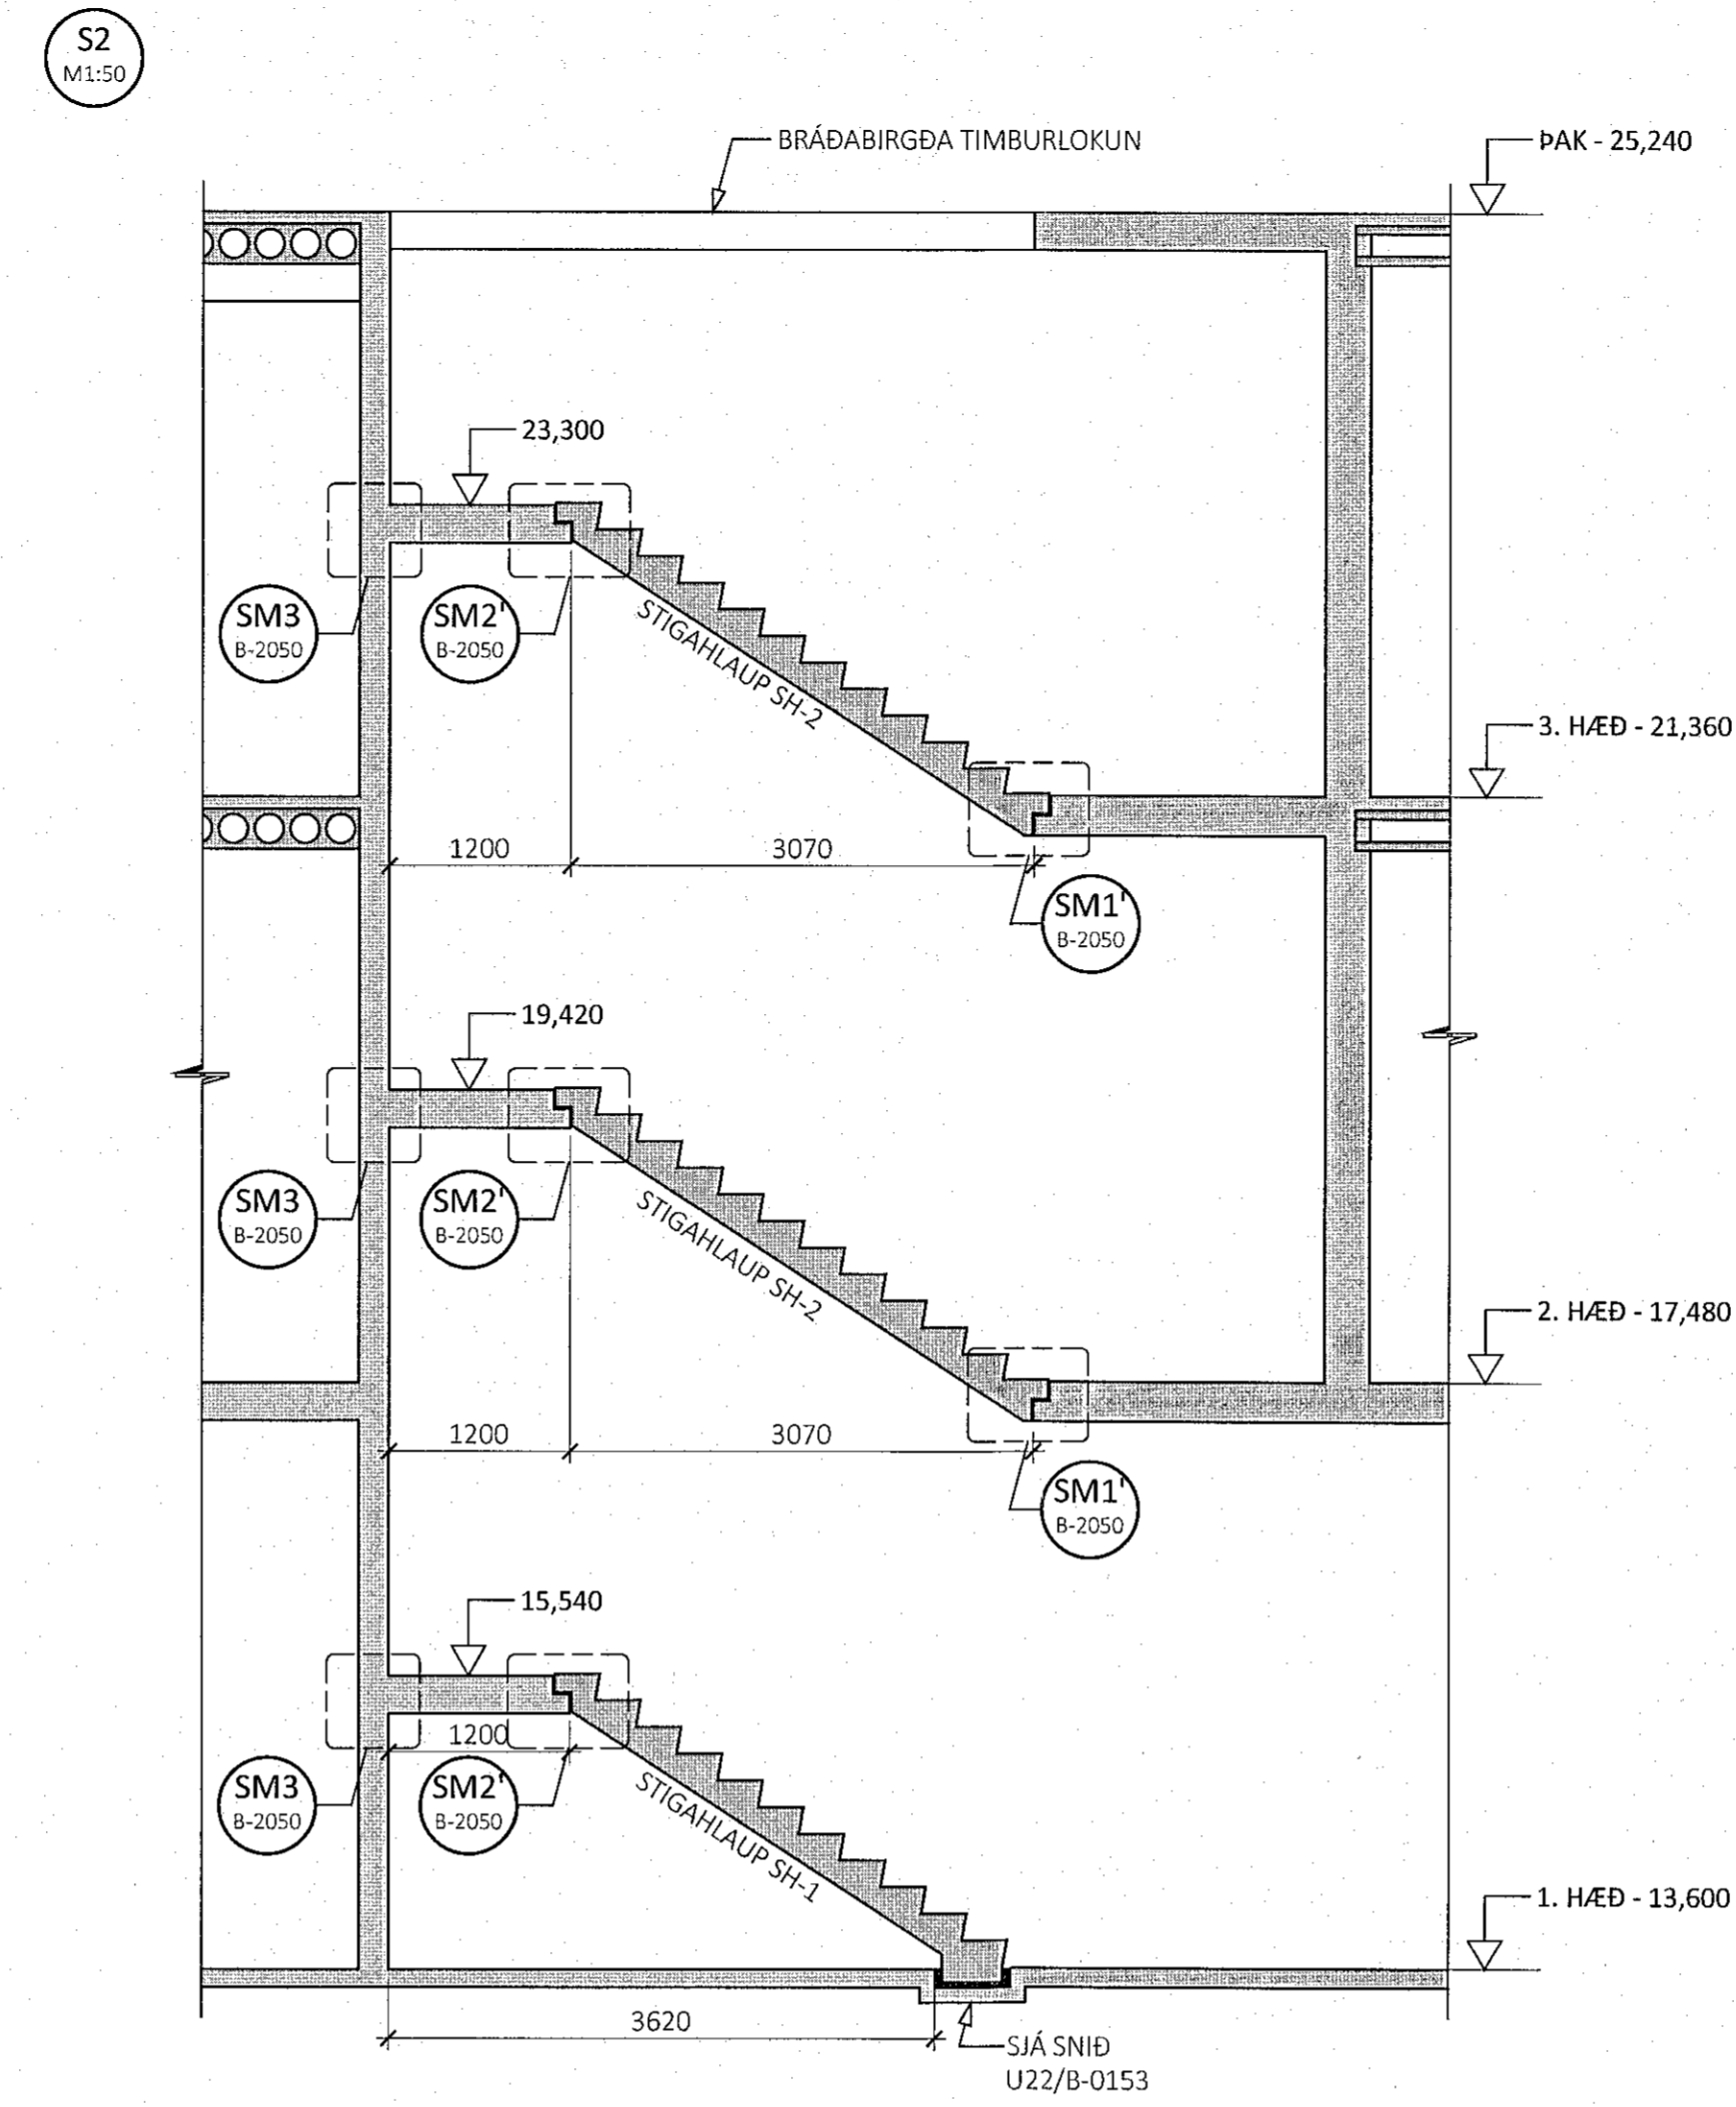 S2
M1:50
BRÁÐABIRGÐA TIMBURLOKUN
ÞAK - 25,240
23,300
SM3
B-2050
SM2'
B-2050
STIGAHLAUP SH-2
3. HÆÐ - 21,360
1200
3070
SM1'
B-2050
19,420
SM3
B-2050
SM2'
B-2050
STIGAHLAUP SH-2
2. HÆÐ - 17,480
1200
3070
SM1'
B-2050
15,540
1200
SM3
B-2050
SM2'
B-2050
STIGAHLAUP SH-1
1. HÆÐ - 13,600
3620
SJÁ SNIÐ
U22/B-0153